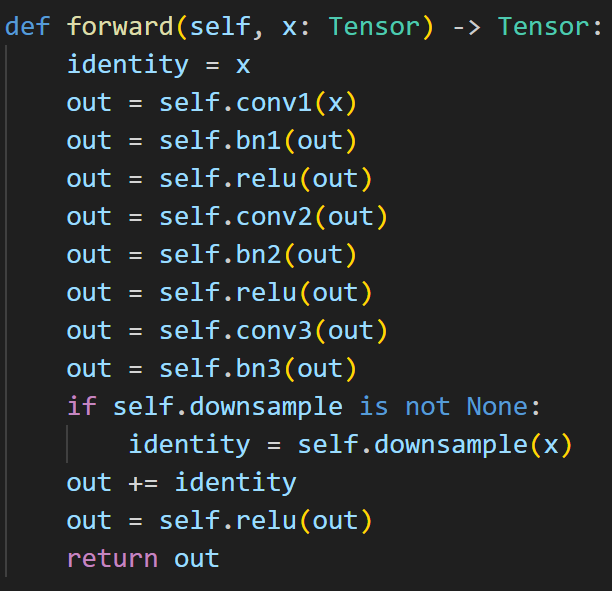 def forward(self, x: Tensor) -> Tensor:
    identity = x
    out = self.conv1(x)
    out = self.bn1(out)
    out = self.relu(out)
    out = self.conv2(out)
    out = self.bn2(out)
    out = self.relu(out)
    out = self.conv3(out)
    out = self.bn3(out)
    if self.downsample is not None:
        identity = self.downsample(x)
    out += identity
    out = self.relu(out)
    return out